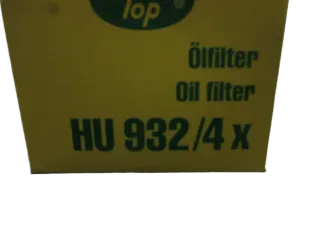 Top
Ölfilter
Oil filter
HU 932/4 x